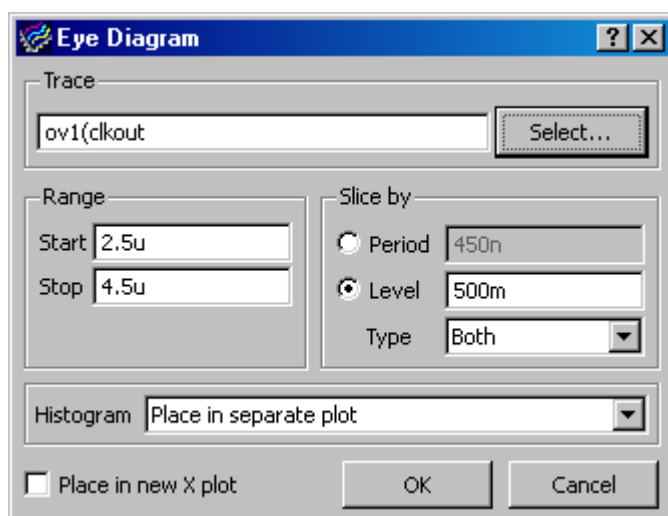 Eye Diagram
Trace
ov1(clkout
Select...
Range
Start 2.5u
Stop 4.5u
Slice by
Period 450n
Level 500m
Type Both
Histogram Place in separate plot
Place in new X plot
OK
Cancel